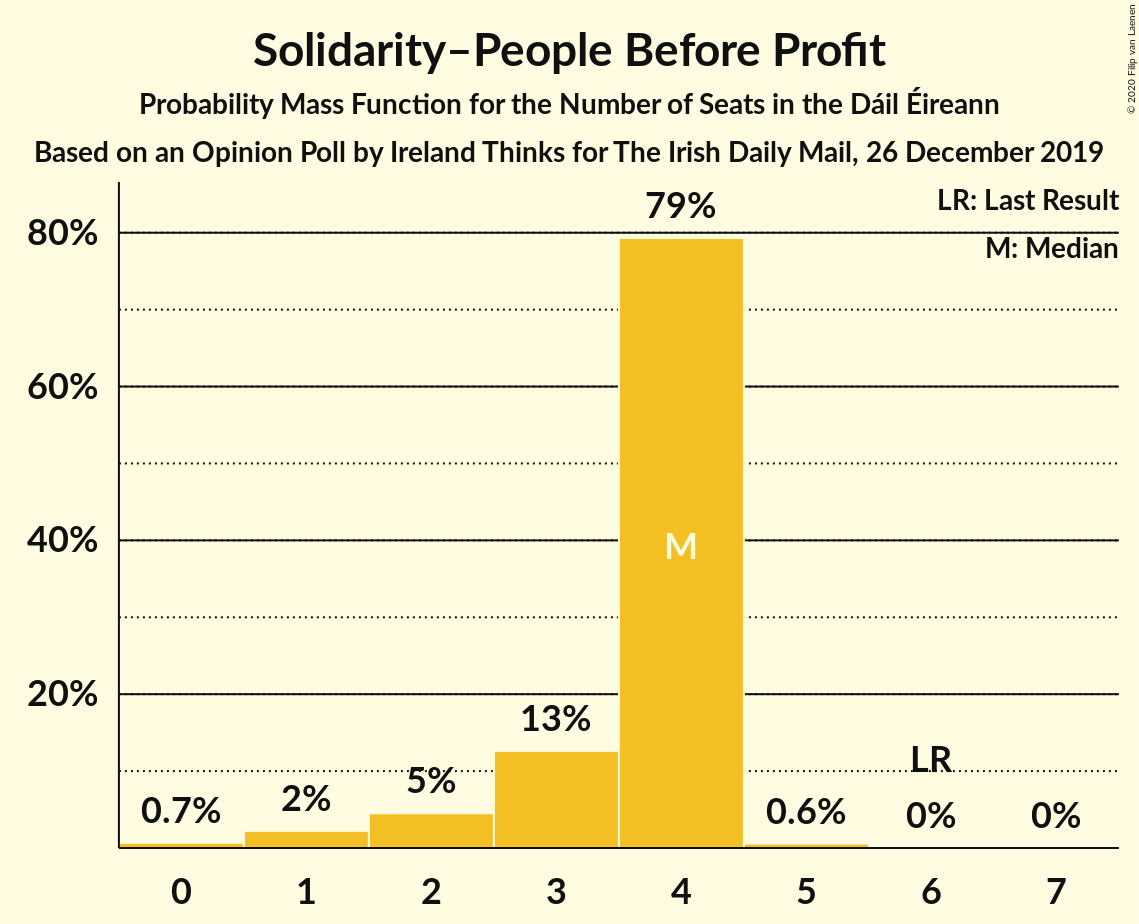 Solidarity–People Before Profit
Probability Mass Function for the Number of Seats in the Dáil Éireann
Based on an Opinion Poll by Ireland Thinks for The Irish Daily Mail, 26 December 2019
© 2020 Filip van Laenen
LR: Last Result
M: Median
80%
60%
40%
20%
0.7%
2%
5%
13%
79%
M
0.6%
LR
0%
0%
0 1 2 3 4 5 6 7